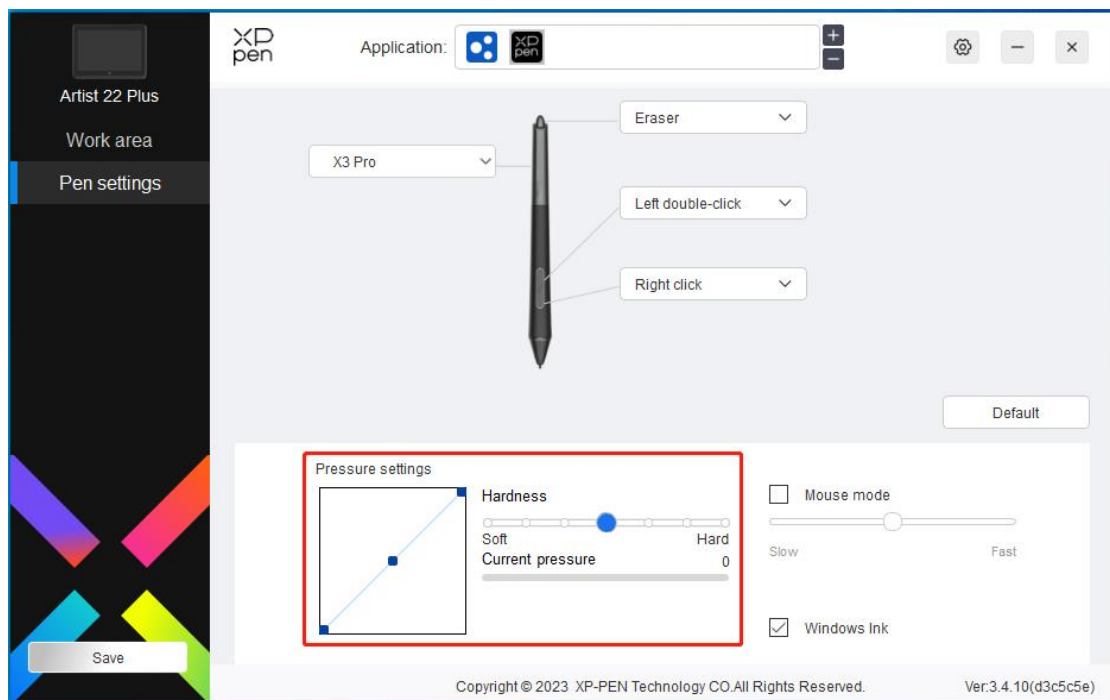 XP
pen
Application:
XP
pen
Artist 22 Plus
Work area
Pen settings
Eraser
X3 Pro
Left double-click
Right click
Default
Pressure settings
Hardness
Soft Hard
Current pressure 0
Mouse mode
Slow Fast
Windows Ink
Save
Copyright © 2023 XP-PEN Technology CO.All Rights Reserved. Ver:3.4.10(d3c5c5e)